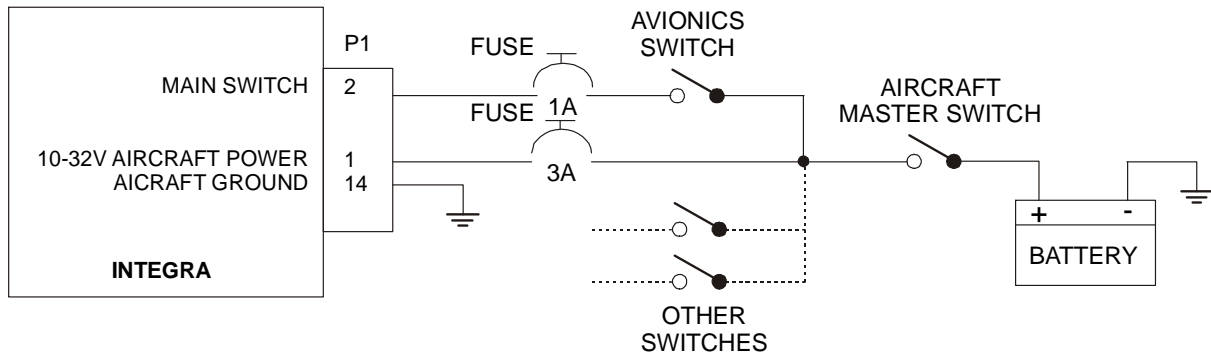 P1
MAIN SWITCH 2
10-32V AIRCRAFT POWER 1
AICRAFT GROUND 14
INTEGRA
FUSE
1A
FUSE
3A
AVIONICS
SWITCH
AIRCRAFT
MASTER SWITCH
+ -
BATTERY
OTHER
SWITCHES